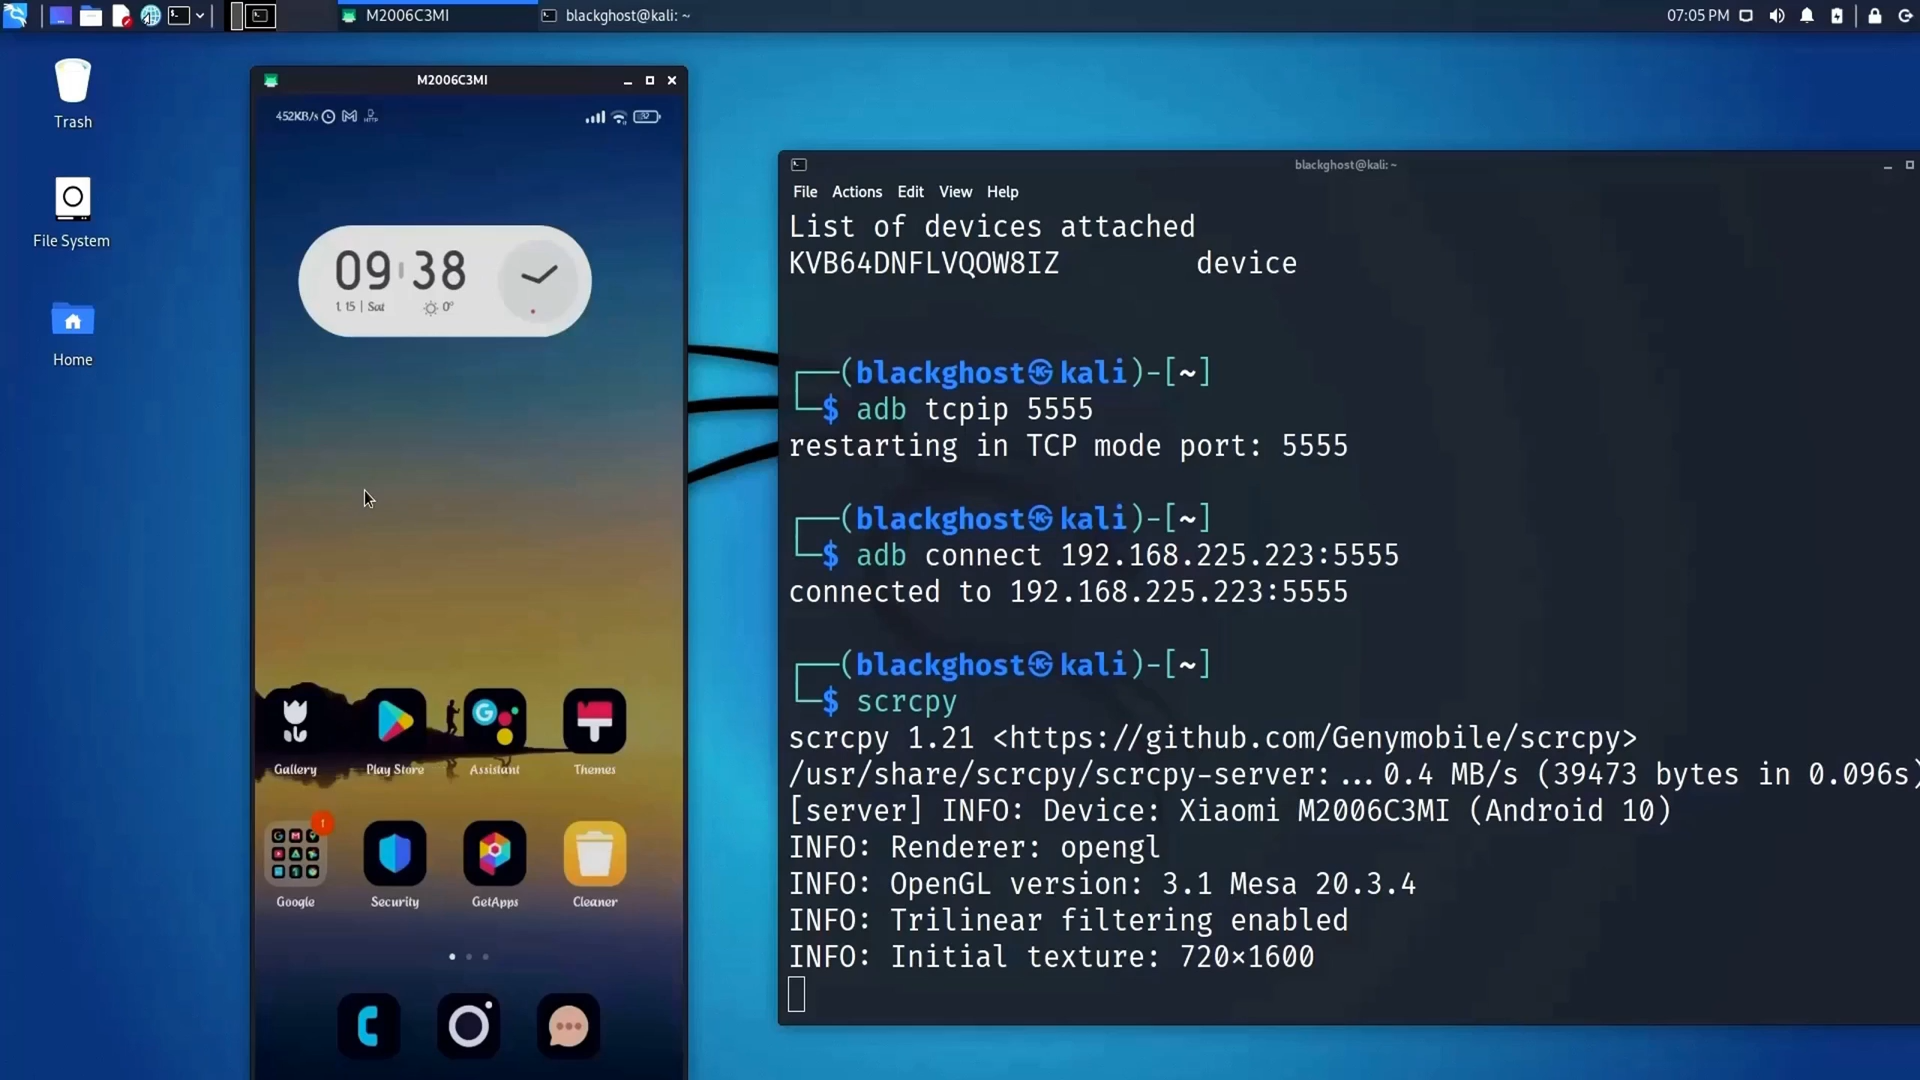 M2006C3MI
blackghost@kali: ~
07:05 PM
Trash
File System
Home
M2006C3MI
452KB/s
09 38
1. 15 | Sat
0°
Gallery
Play Store
Assistant
Themes
1
Google
Security
GetApps
Cleaner
blackghost@kali: ~
File Actions Edit View Help
List of devices attached
KVB64DNFLVQOW8IZ device
┌──(blackghost㉿kali)-[~]
└─$ adb tcpip 5555
restarting in TCP mode port: 5555
┌──(blackghost㉿kali)-[~]
└─$ adb connect 192.168.225.223:5555
connected to 192.168.225.223:5555
┌──(blackghost㉿kali)-[~]
└─$ scrcpy
scrcpy 1.21 <https://github.com/Genymobile/scrcpy>
/usr/share/scrcpy/scrcpy-server: ... 0.4 MB/s (39473 bytes in 0.096s)
[server] INFO: Device: Xiaomi M2006C3MI (Android 10)
INFO: Renderer: opengl
INFO: OpenGL version: 3.1 Mesa 20.3.4
INFO: Trilinear filtering enabled
INFO: Initial texture: 720×1600